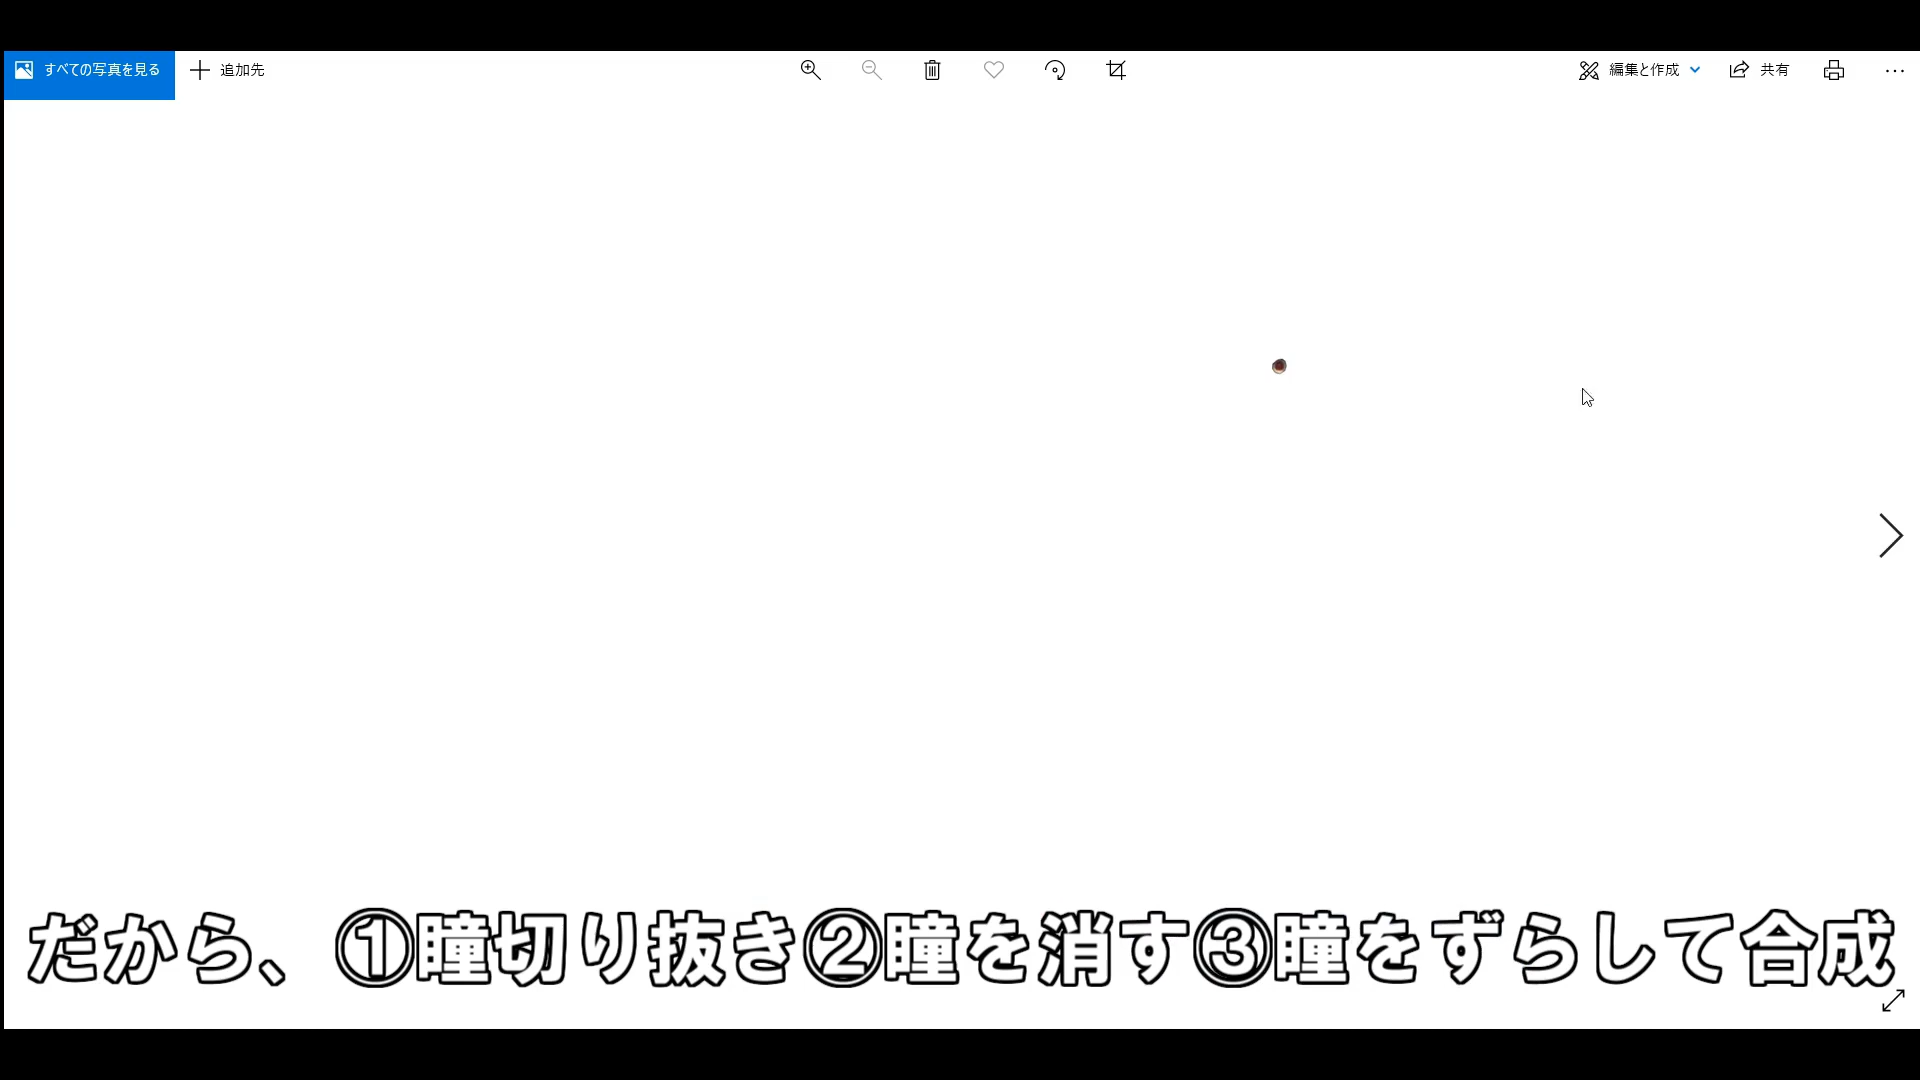 すべての写真を見る
追加先
編集と作成
共有
だから、①瞳切り抜き②瞳を消す③瞳をずらして合成